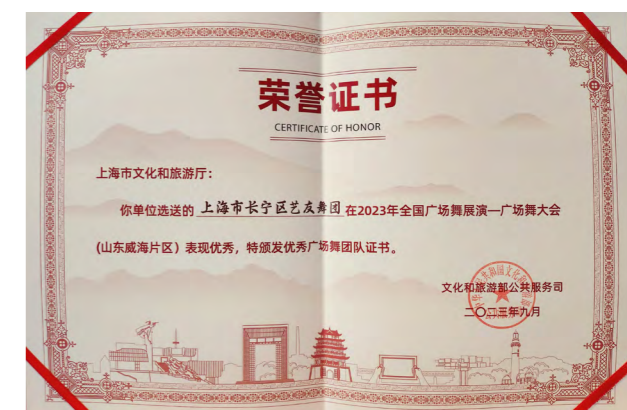 荣誉证书
CERTIFICATE OF HONOR
上海市文化和旅游厅：
你单位选送的 上海市长宁区艺友舞团 在2023年全国广场舞展演—广场舞大会
(山东威海片区）表现优秀，特颁发优秀广场舞团队证书。
文化和旅游部公共服务司
二〇二三年九月